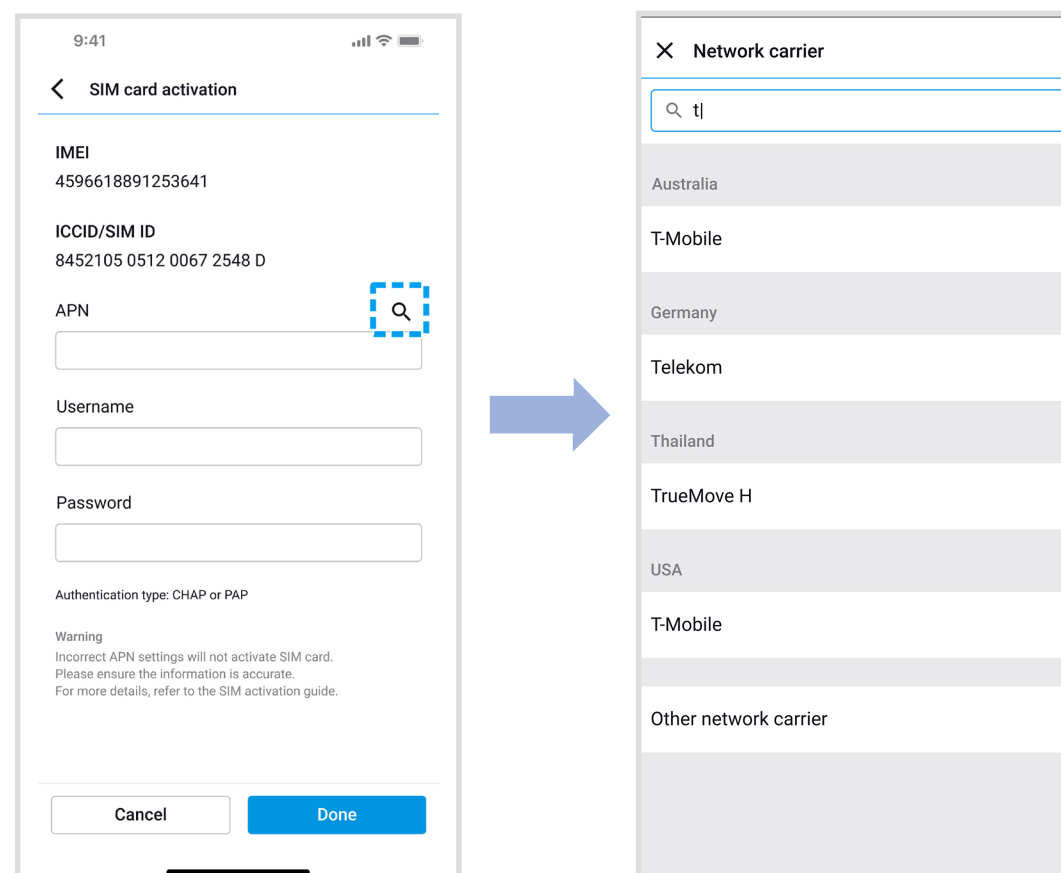 9:41
SIM card activation
IMEI
4596618891253641
ICCID/SIM ID
8452105 0512 0067 2548 D
APN
Username
Password
Authentication type: CHAP or PAP
Warning
Incorrect APN settings will not activate SIM card.
Please ensure the information is accurate.
For more details, refer to the SIM activation guide.
Cancel
Done
Network carrier
t
Australia
T-Mobile
Germany
Telekom
Thailand
TrueMove H
USA
T-Mobile
Other network carrier